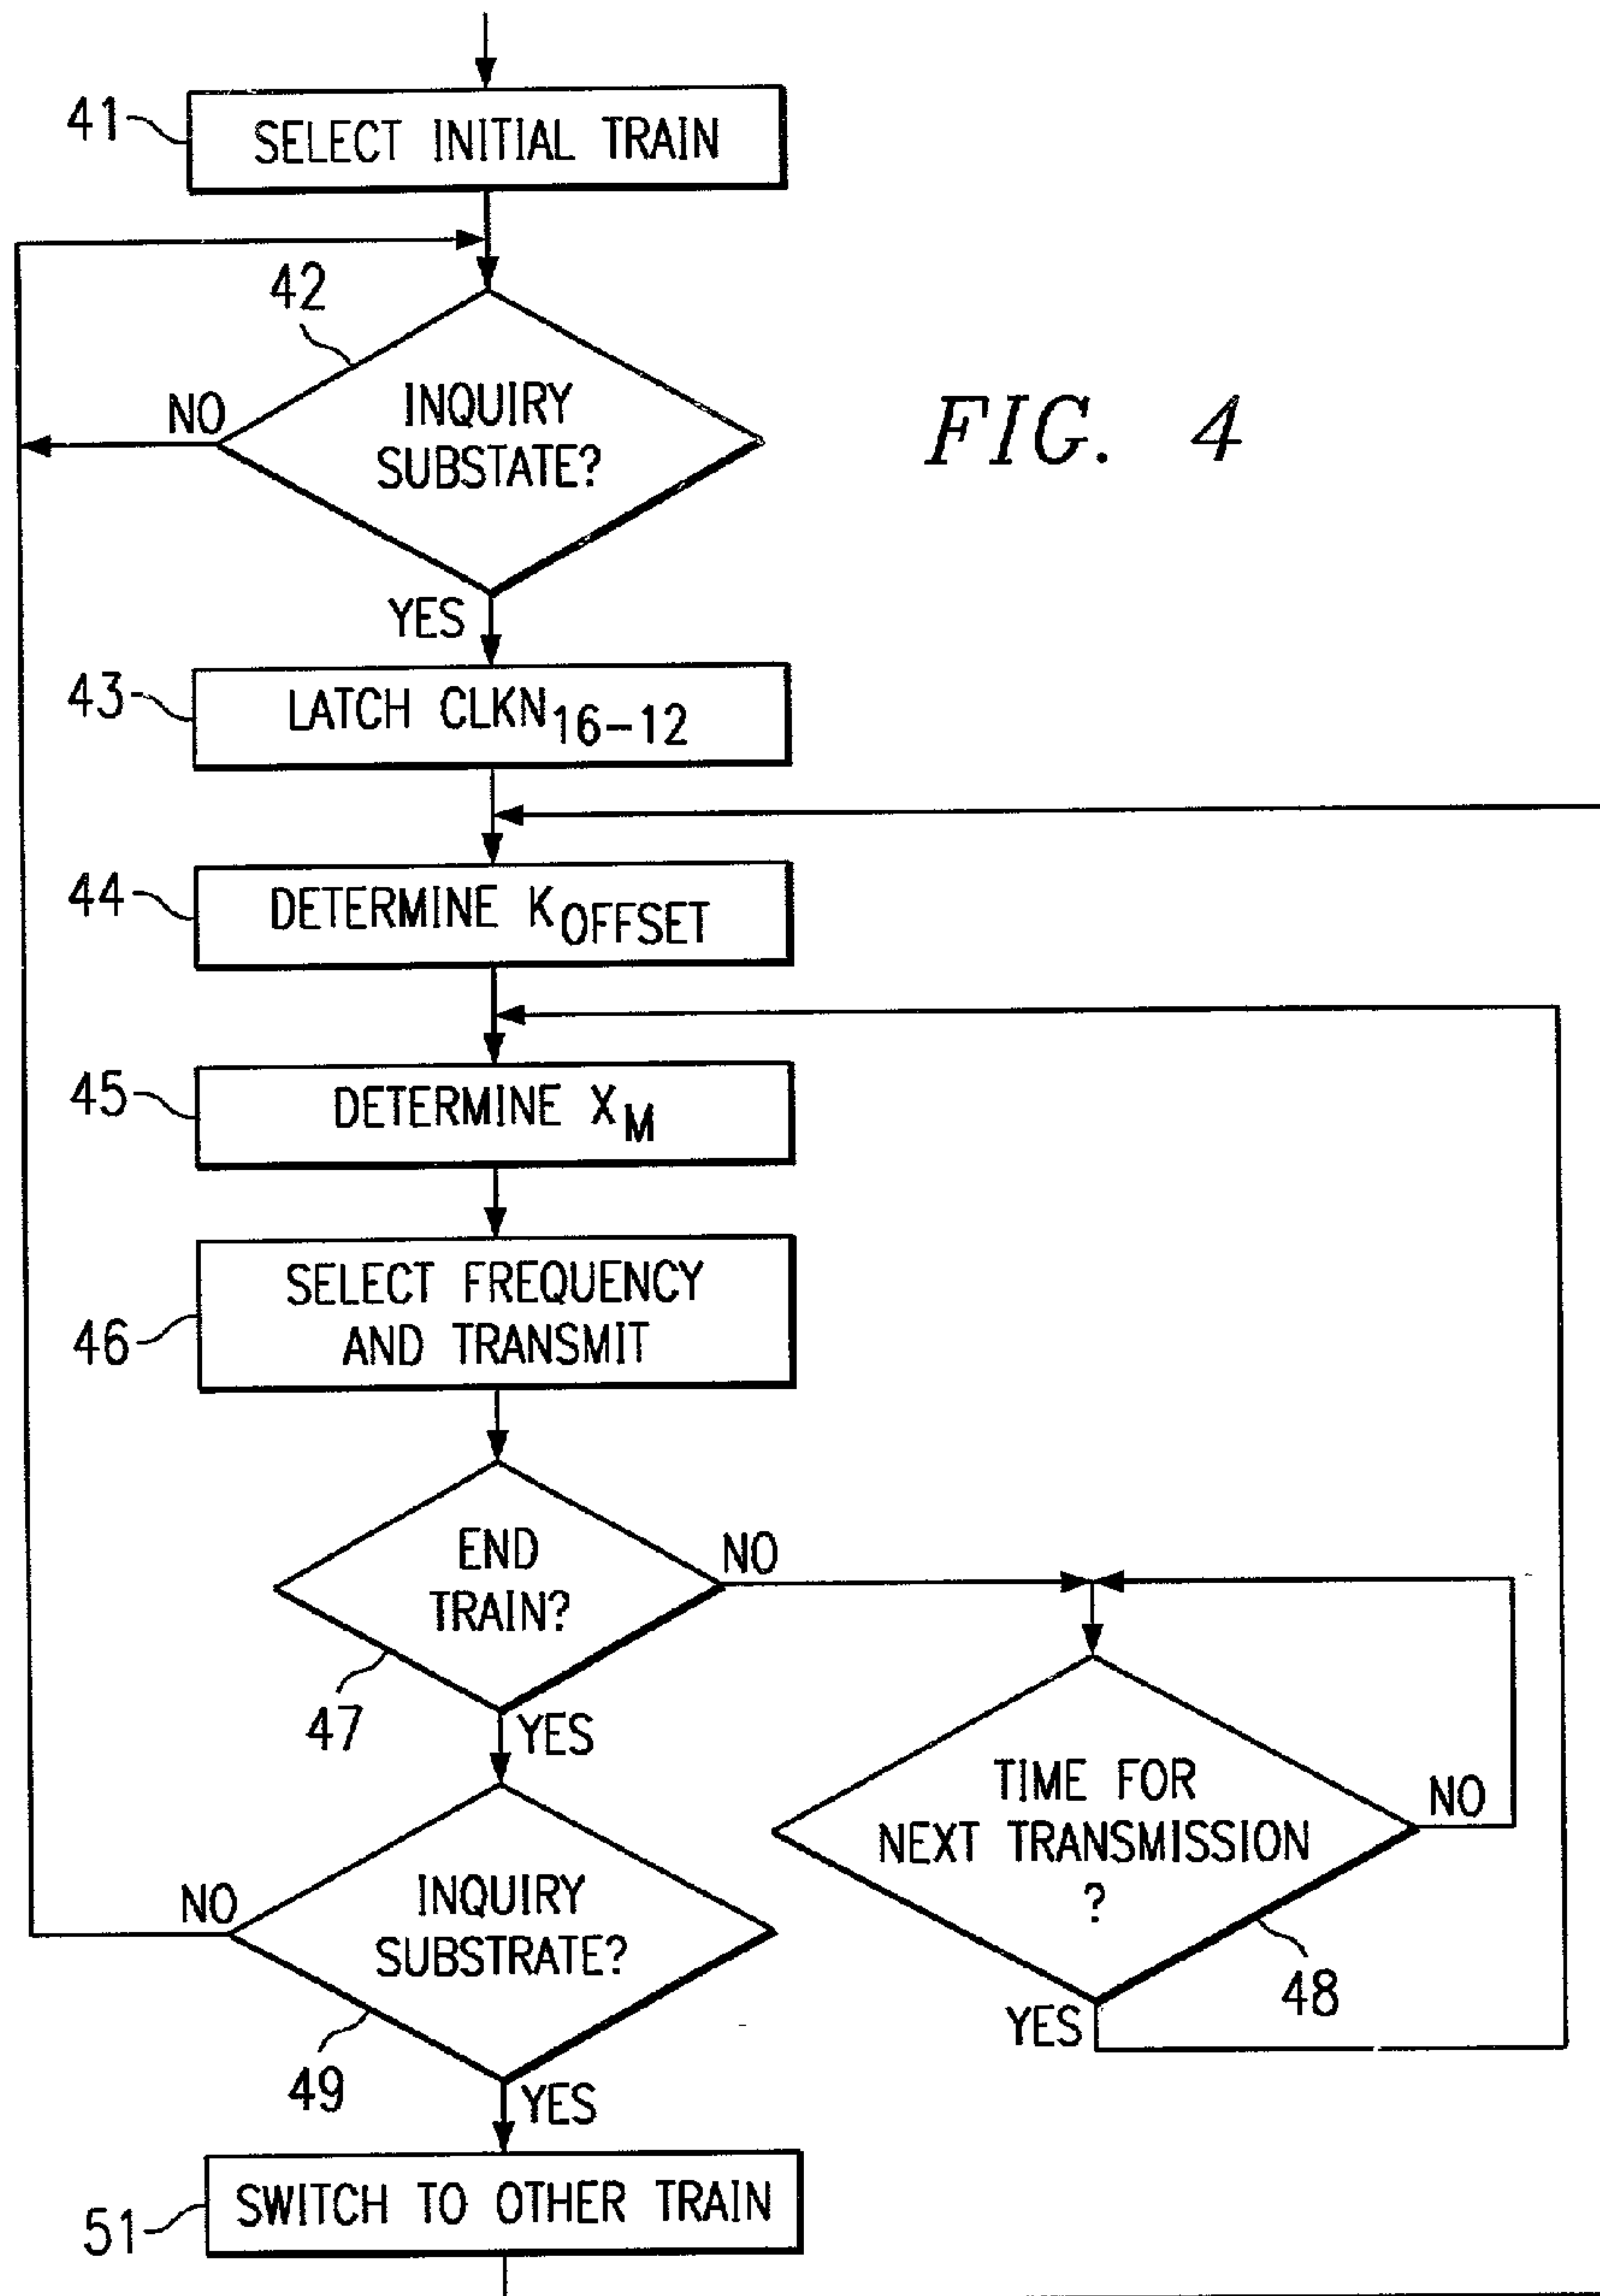 41
SELECT INITIAL TRAIN
42
NO
INQUIRY
SUBSTATE?
FIG. 4
YES
43
LATCH CLKN16-12
44
DETERMINE KOFFSET
45
DETERMINE XM
46
SELECT FREQUENCY
AND TRANSMIT
END
TRAIN?
NO
47
YES
TIME FOR
NEXT TRANSMISSION
?
NO
48
YES
NO
INQUIRY
SUBSTRATE?
49
YES
51
SWITCH TO OTHER TRAIN